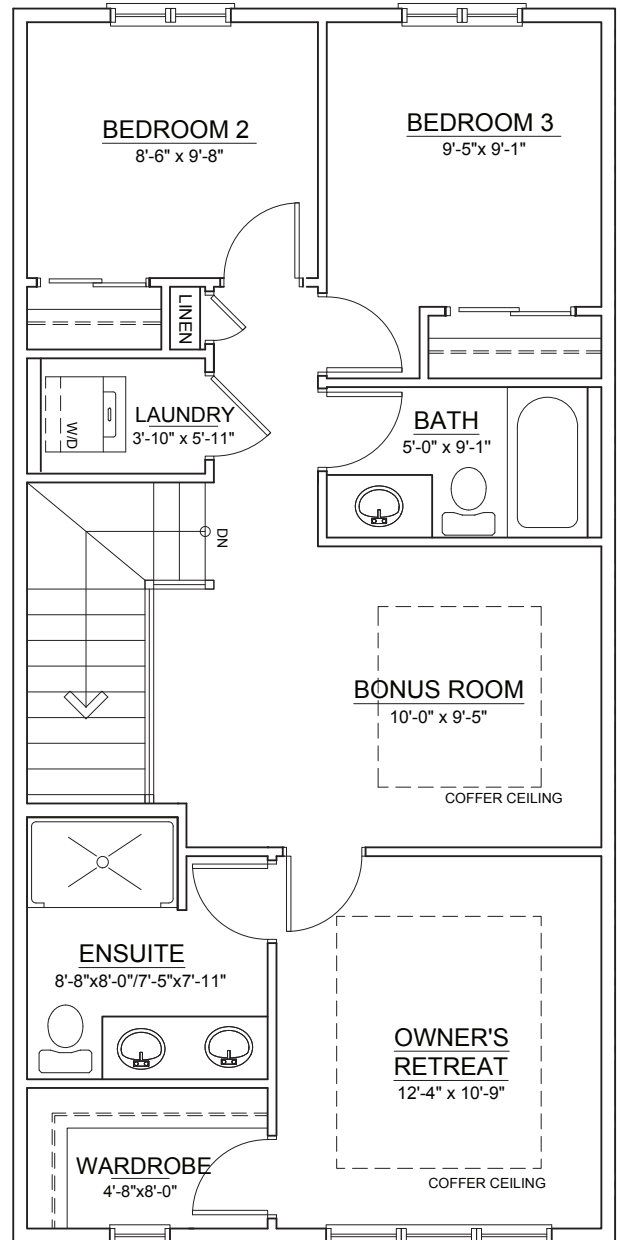 BEDROOM 2
8'-6" x 9'-8"
BEDROOM 3
9'-5"x 9'-1"
LINEN
LAUNDRY
3'-10" x 5'-11"
W/D
BATH
5'-0" x 9'-1"
DN
BONUS ROOM
10'-0" x 9'-5"
COFFER CEILING
ENSUITE
8'-8"x8'-0"/7'-5"x7'-11"
OWNER'S
RETREAT
12'-4" x 10'-9"
COFFER CEILING
WARDROBE
4'-8"x8'-0"